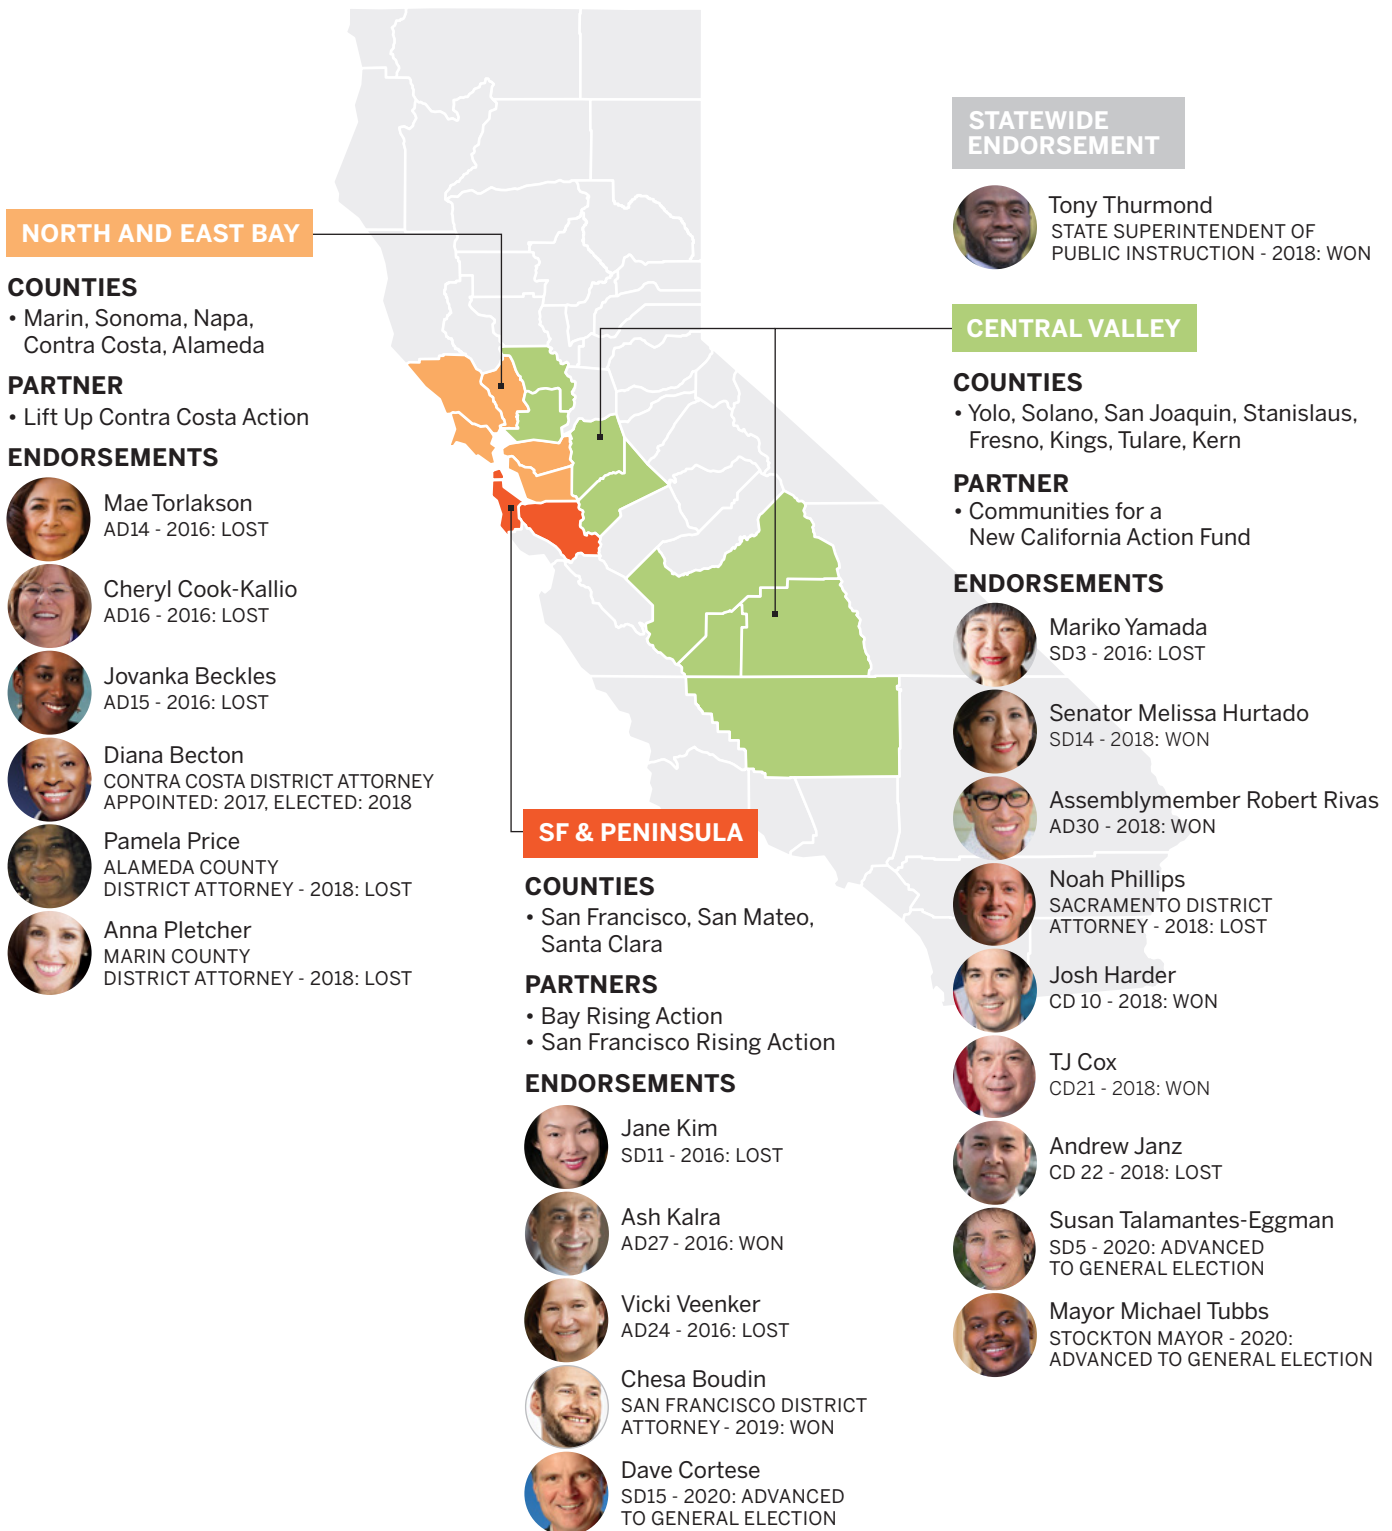 STATEWIDE
ENDORSEMENT
Tony Thurmond
STATE SUPERINTENDENT OF
PUBLIC INSTRUCTION - 2018: WON
NORTH AND EAST BAY
COUNTIES
• Marin, Sonoma, Napa,
Contra Costa, Alameda
PARTNER
• Lift Up Contra Costa Action
ENDORSEMENTS
Mae Torlakson
AD14 - 2016: LOST
Cheryl Cook-Kallio
AD16 - 2016: LOST
Jovanka Beckles
AD15 - 2016: LOST
Diana Becton
CONTRA COSTA DISTRICT ATTORNEY
APPOINTED: 2017, ELECTED: 2018
Pamela Price
ALAMEDA COUNTY
DISTRICT ATTORNEY - 2018: LOST
Anna Pletcher
MARIN COUNTY
DISTRICT ATTORNEY - 2018: LOST
SF & PENINSULA
COUNTIES
• San Francisco, San Mateo,
Santa Clara
PARTNERS
• Bay Rising Action
• San Francisco Rising Action
ENDORSEMENTS
Jane Kim
SD11 - 2016: LOST
Ash Kalra
AD27 - 2016: WON
Vicki Veenker
AD24 - 2016: LOST
Chesa Boudin
SAN FRANCISCO DISTRICT
ATTORNEY - 2019: WON
Dave Cortese
SD15 - 2020: ADVANCED
TO GENERAL ELECTION
CENTRAL VALLEY
COUNTIES
• Yolo, Solano, San Joaquin, Stanislaus,
Fresno, Kings, Tulare, Kern
PARTNER
• Communities for a
New California Action Fund
ENDORSEMENTS
Mariko Yamada
SD3 - 2016: LOST
Senator Melissa Hurtado
SD14 - 2018: WON
Assemblymember Robert Rivas
AD30 - 2018: WON
Noah Phillips
SACRAMENTO DISTRICT
ATTORNEY - 2018: LOST
Josh Harder
CD 10 - 2018: WON
TJ Cox
CD21 - 2018: WON
Andrew Janz
CD 22 - 2018: LOST
Susan Talamantes-Eggman
SD5 - 2020: ADVANCED
TO GENERAL ELECTION
Mayor Michael Tubbs
STOCKTON MAYOR - 2020:
ADVANCED TO GENERAL ELECTION